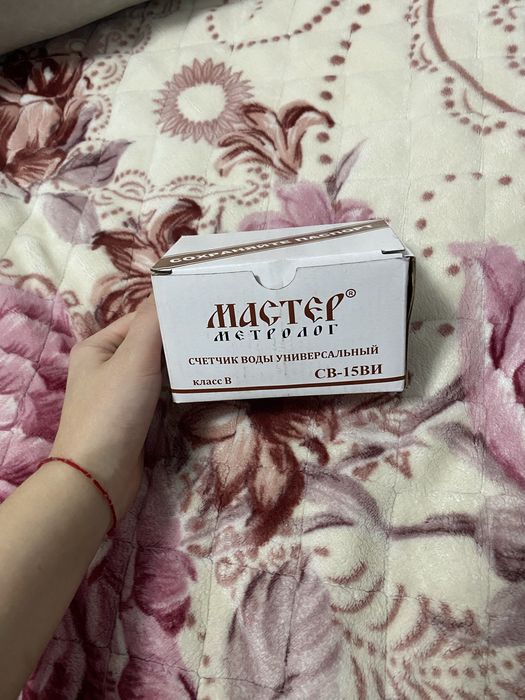 СОХРАНЯЙТЕ ПАСПОРТ
МАСТЕР®
МЕТРОЛОГ
СЧЕТЧИК ВОДЫ УНИВЕРСАЛЬНЫЙ
класс В СВ-15ВИ